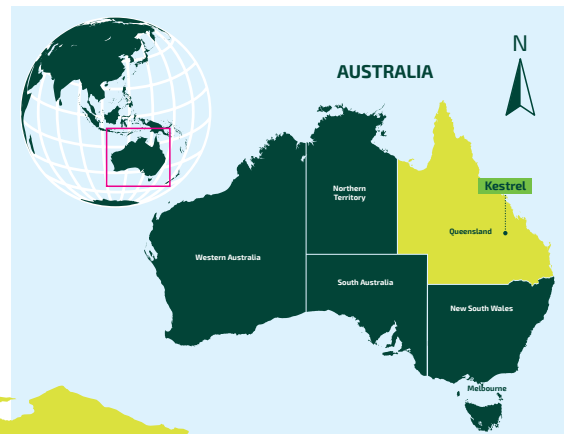 AUSTRALIA
N
Kestrel
Northern
Territory
Queensland
Western Australia
South Australia
New South Wales
Melbourne